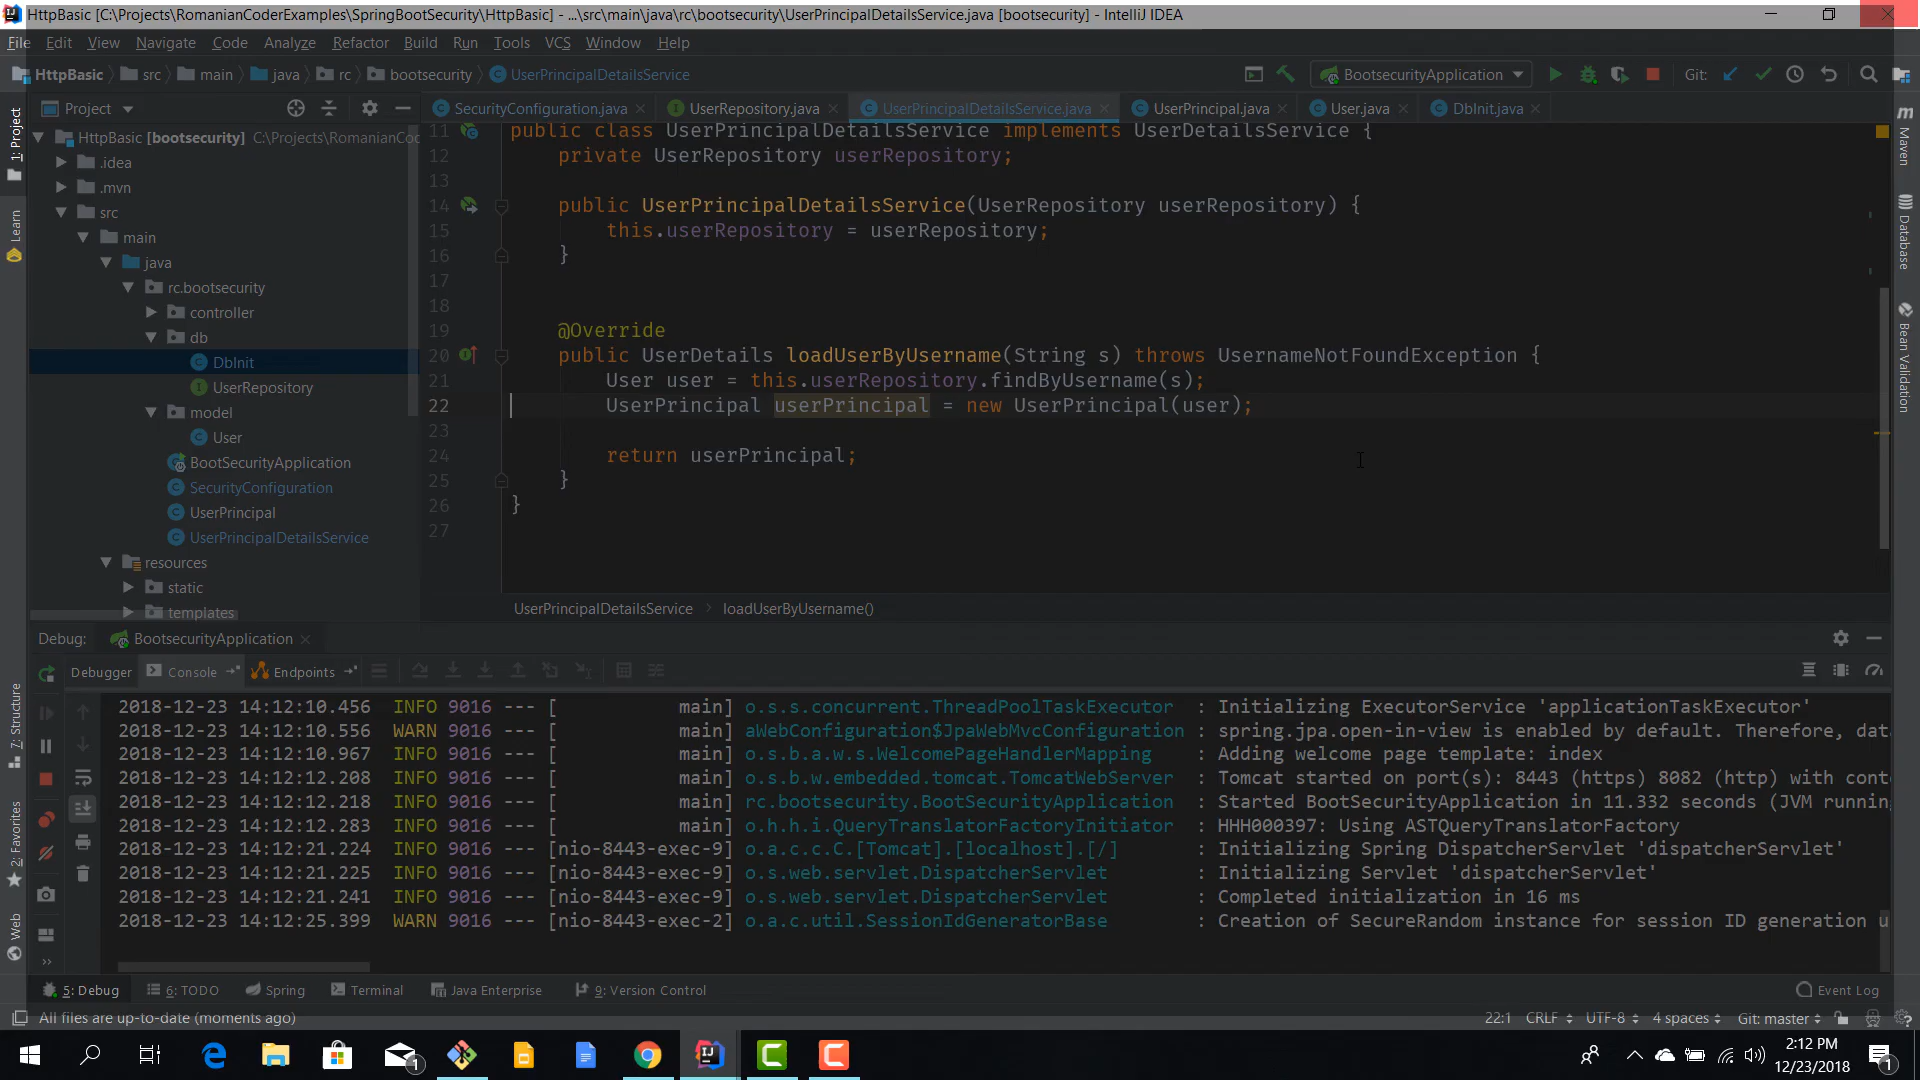 HttpBasic [C:\Projects\RomanianCoderExamples\SpringBootSecurity\HttpBasic] - ...\src\main\java\rc\bootsecurity\UserPrincipalDetailsService.java [bootsecurity] - IntelliJ IDEA
File Edit View Navigate Code Analyze Refactor Build Run Tools VCS Window Help
HttpBasic src main java rc bootsecurity UserPrincipalDetailsService BootsecurityApplication Git:
Project SecurityConfiguration.java UserRepository.java UserPrincipalDetailsService.java UserPrincipal.java User.java DbInit.java
1: Project
Learn
7: Structure
2: Favorites
Web
HttpBasic [bootsecurity] C:\Projects\RomanianCo
.idea
.mvn
src
main
java
rc.bootsecurity
controller
db
DbInit
UserRepository
model
User
BootSecurityApplication
SecurityConfiguration
UserPrincipal
UserPrincipalDetailsService
resources
static
templates
11 public class UserPrincipalDetailsService implements UserDetailsService {
12 private UserRepository userRepository;
13
14 public UserPrincipalDetailsService(UserRepository userRepository) {
15 this.userRepository = userRepository;
16 }
17
18
19 @Override
20 public UserDetails loadUserByUsername(String s) throws UsernameNotFoundException {
21 User user = this.userRepository.findByUsername(s);
22 UserPrincipal userPrincipal = new UserPrincipal(user);
23
24 return userPrincipal;
25 }
26 }
27
UserPrincipalDetailsService > loadUserByUsername()
Maven
Database
Bean Validation
Debug: BootsecurityApplication
Debugger Console Endpoints
2018-12-23 14:12:10.456 INFO 9016 --- [ main] o.s.s.concurrent.ThreadPoolTaskExecutor : Initializing ExecutorService 'applicationTaskExecutor'
2018-12-23 14:12:10.556 WARN 9016 --- [ main] aWebConfiguration$JpaWebMvcConfiguration : spring.jpa.open-in-view is enabled by default. Therefore, dat
2018-12-23 14:12:10.967 INFO 9016 --- [ main] o.s.b.a.w.s.WelcomePageHandlerMapping : Adding welcome page template: index
2018-12-23 14:12:12.208 INFO 9016 --- [ main] o.s.b.w.embedded.tomcat.TomcatWebServer : Tomcat started on port(s): 8443 (https) 8082 (http) with cont
2018-12-23 14:12:12.218 INFO 9016 --- [ main] rc.bootsecurity.BootSecurityApplication : Started BootSecurityApplication in 11.332 seconds (JVM runnin
2018-12-23 14:12:12.283 INFO 9016 --- [ main] o.h.h.i.QueryTranslatorFactoryInitiator : HHH000397: Using ASTQueryTranslatorFactory
2018-12-23 14:12:21.224 INFO 9016 --- [nio-8443-exec-9] o.a.c.c.C.[Tomcat].[localhost].[/] : Initializing Spring DispatcherServlet 'dispatcherServlet'
2018-12-23 14:12:21.225 INFO 9016 --- [nio-8443-exec-9] o.s.web.servlet.DispatcherServlet : Initializing Servlet 'dispatcherServlet'
2018-12-23 14:12:21.241 INFO 9016 --- [nio-8443-exec-9] o.s.web.servlet.DispatcherServlet : Completed initialization in 16 ms
2018-12-23 14:12:25.399 WARN 9016 --- [nio-8443-exec-2] o.a.c.util.SessionIdGeneratorBase : Creation of SecureRandom instance for session ID generation u
5: Debug 6: TODO Spring Terminal Java Enterprise 9: Version Control Event Log
All files are up-to-date (moments ago) 22:1 CRLF UTF-8 4 spaces Git: master
2:12 PM
12/23/2018